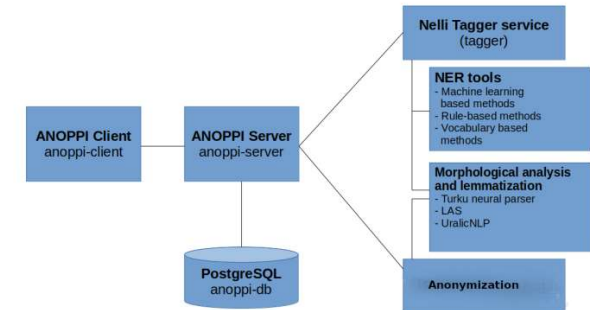 Nelli Tagger service
(tagger)
NER tools
- Machine learning
based methods
- Rule-based methods
- Vocabulary based
methods
ANOPPI Client
anoppi-client
ANOPPI Server
anoppi-server
Morphological analysis
and lemmatization
- Turku neural parser
- LAS
- UralicNLP
PostgreSQL
anoppi-db
Anonymization